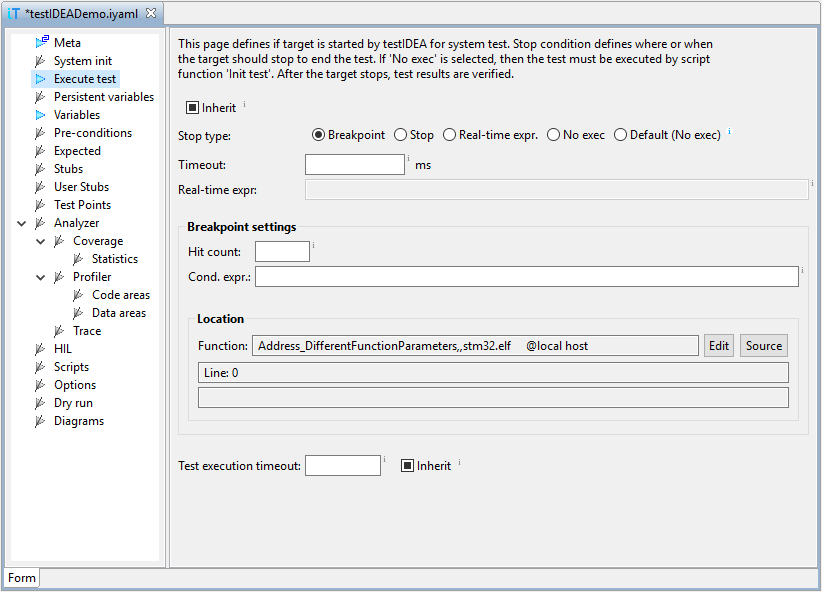 iT *testIDEADemo.iyaml
Meta
System init
Execute test
Persistent variables
Variables
Pre-conditions
Expected
Stubs
User Stubs
Test Points
Analyzer
Coverage
Statistics
Profiler
Code areas
Data areas
Trace
HIL
Scripts
Options
Dry run
Diagrams
This page defines if target is started by testIDEA for system test. Stop condition defines where or when
the target should stop to end the test. If 'No exec' is selected, then the test must be executed by script
function 'Init test'. After the target stops, test results are verified.
Inherit i
Stop type: Breakpoint Stop Real-time expr. No exec Default (No exec) i
Timeout: i ms
Real-time expr: i
Breakpoint settings
Hit count: i
Cond. expr.: i
Location
Function: Address_DifferentFunctionParameters,,stm32.elf @local host Edit Source
Line: 0
Test execution timeout: i Inherit i
Form